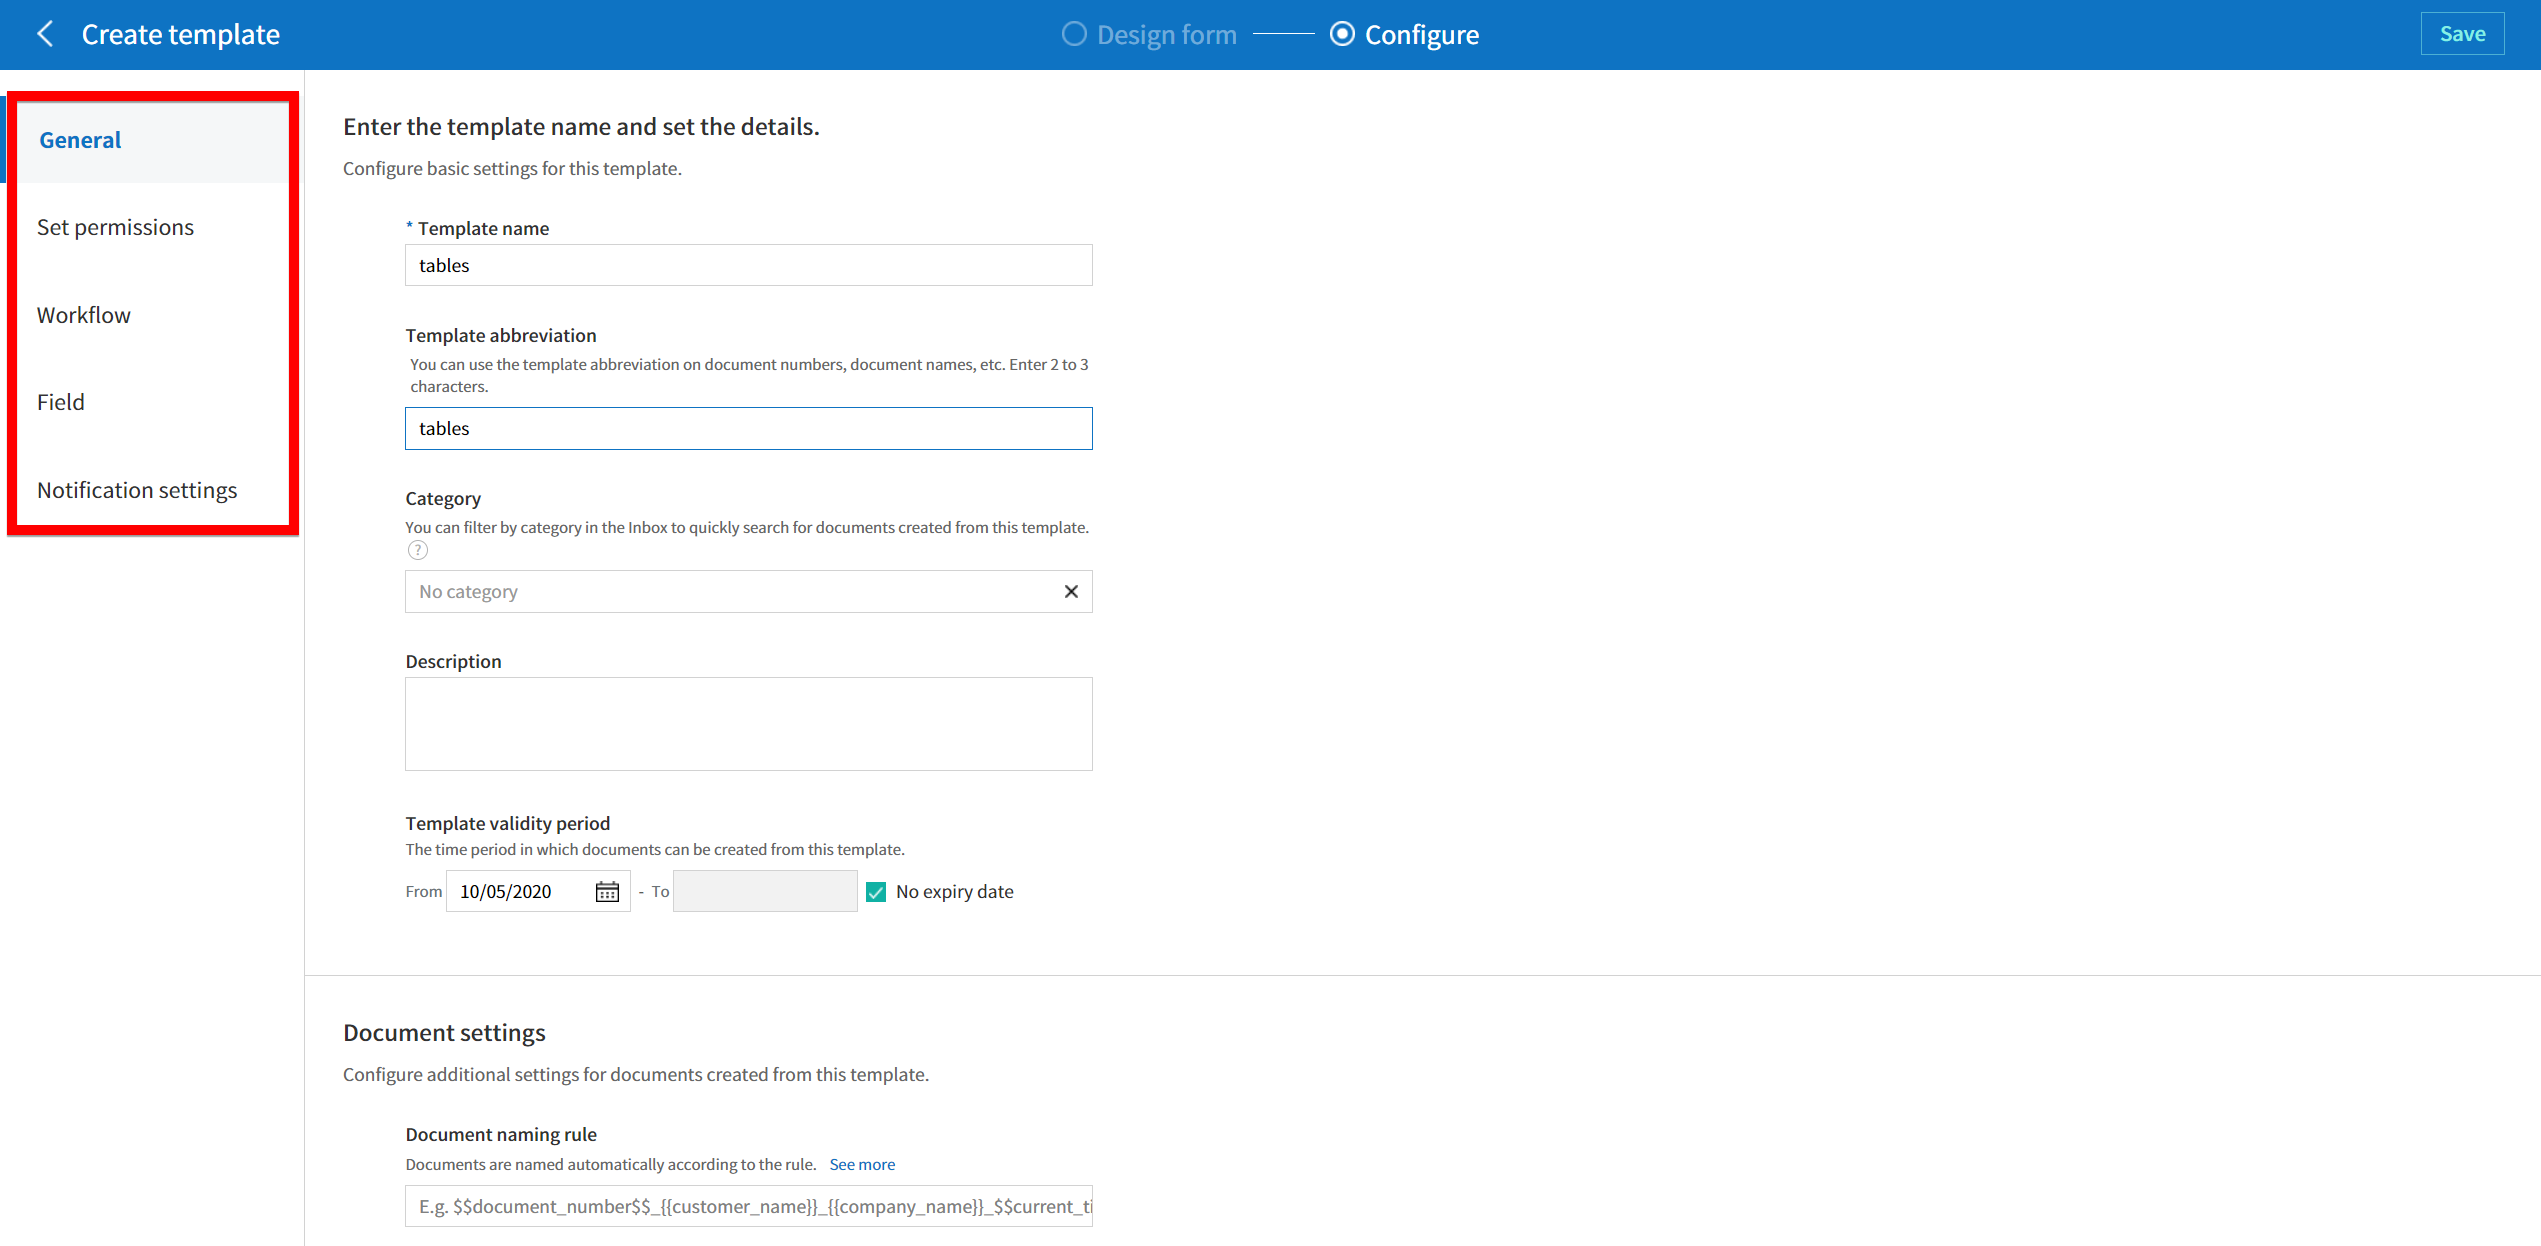 Create template
Design form
Configure
Save
General
Set permissions
Workflow
Field
Notification settings
Enter the template name and set the details.
Configure basic settings for this template.
* Template name
tables
Template abbreviation
You can use the template abbreviation on document numbers, document names, etc. Enter 2 to 3
characters.
tables
Category
You can filter by category in the Inbox to quickly search for documents created from this template.
?
No category
Description
Template validity period
The time period in which documents can be created from this template.
From 10/05/2020 - To No expiry date
Document settings
Configure additional settings for documents created from this template.
Document naming rule
Documents are named automatically according to the rule. See more
E.g. $$document_number$$_{{customer_name}}_{{company_name}}_$$current_ti